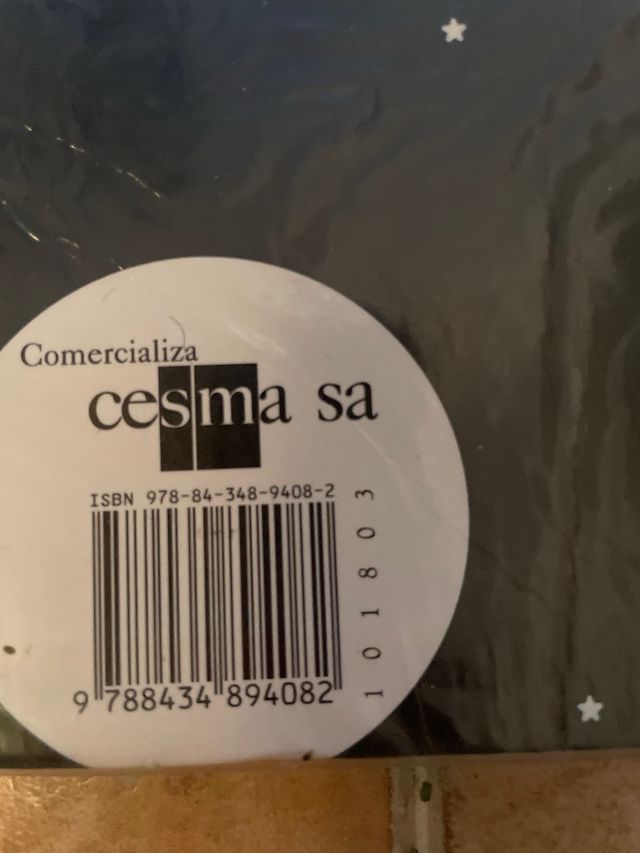 Comercializa
cesma sa
ISBN 978-84-348-9408-2
9 788434 894082
101803